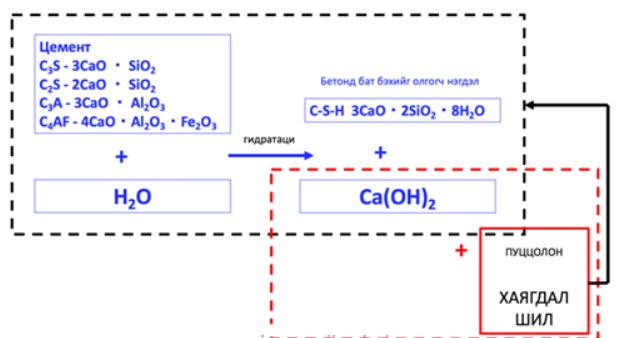 Цемент
C₃S - 3CaO · SiO₂
C₂S - 2CaO · SiO₂
C₃A - 3CaO · Al₂O₃
C₄AF - 4CaO · Al₂O₃ · Fe₂O₃
+
H₂O
гидратаци
Бетонд бат бэхийг олгогч нэгдэл
C-S-H 3CaO · 2SiO₂ · 8H₂O
+
Ca(OH)₂
+
ПУЦЦОЛОН
ХАЯГДАЛ
ШИЛ